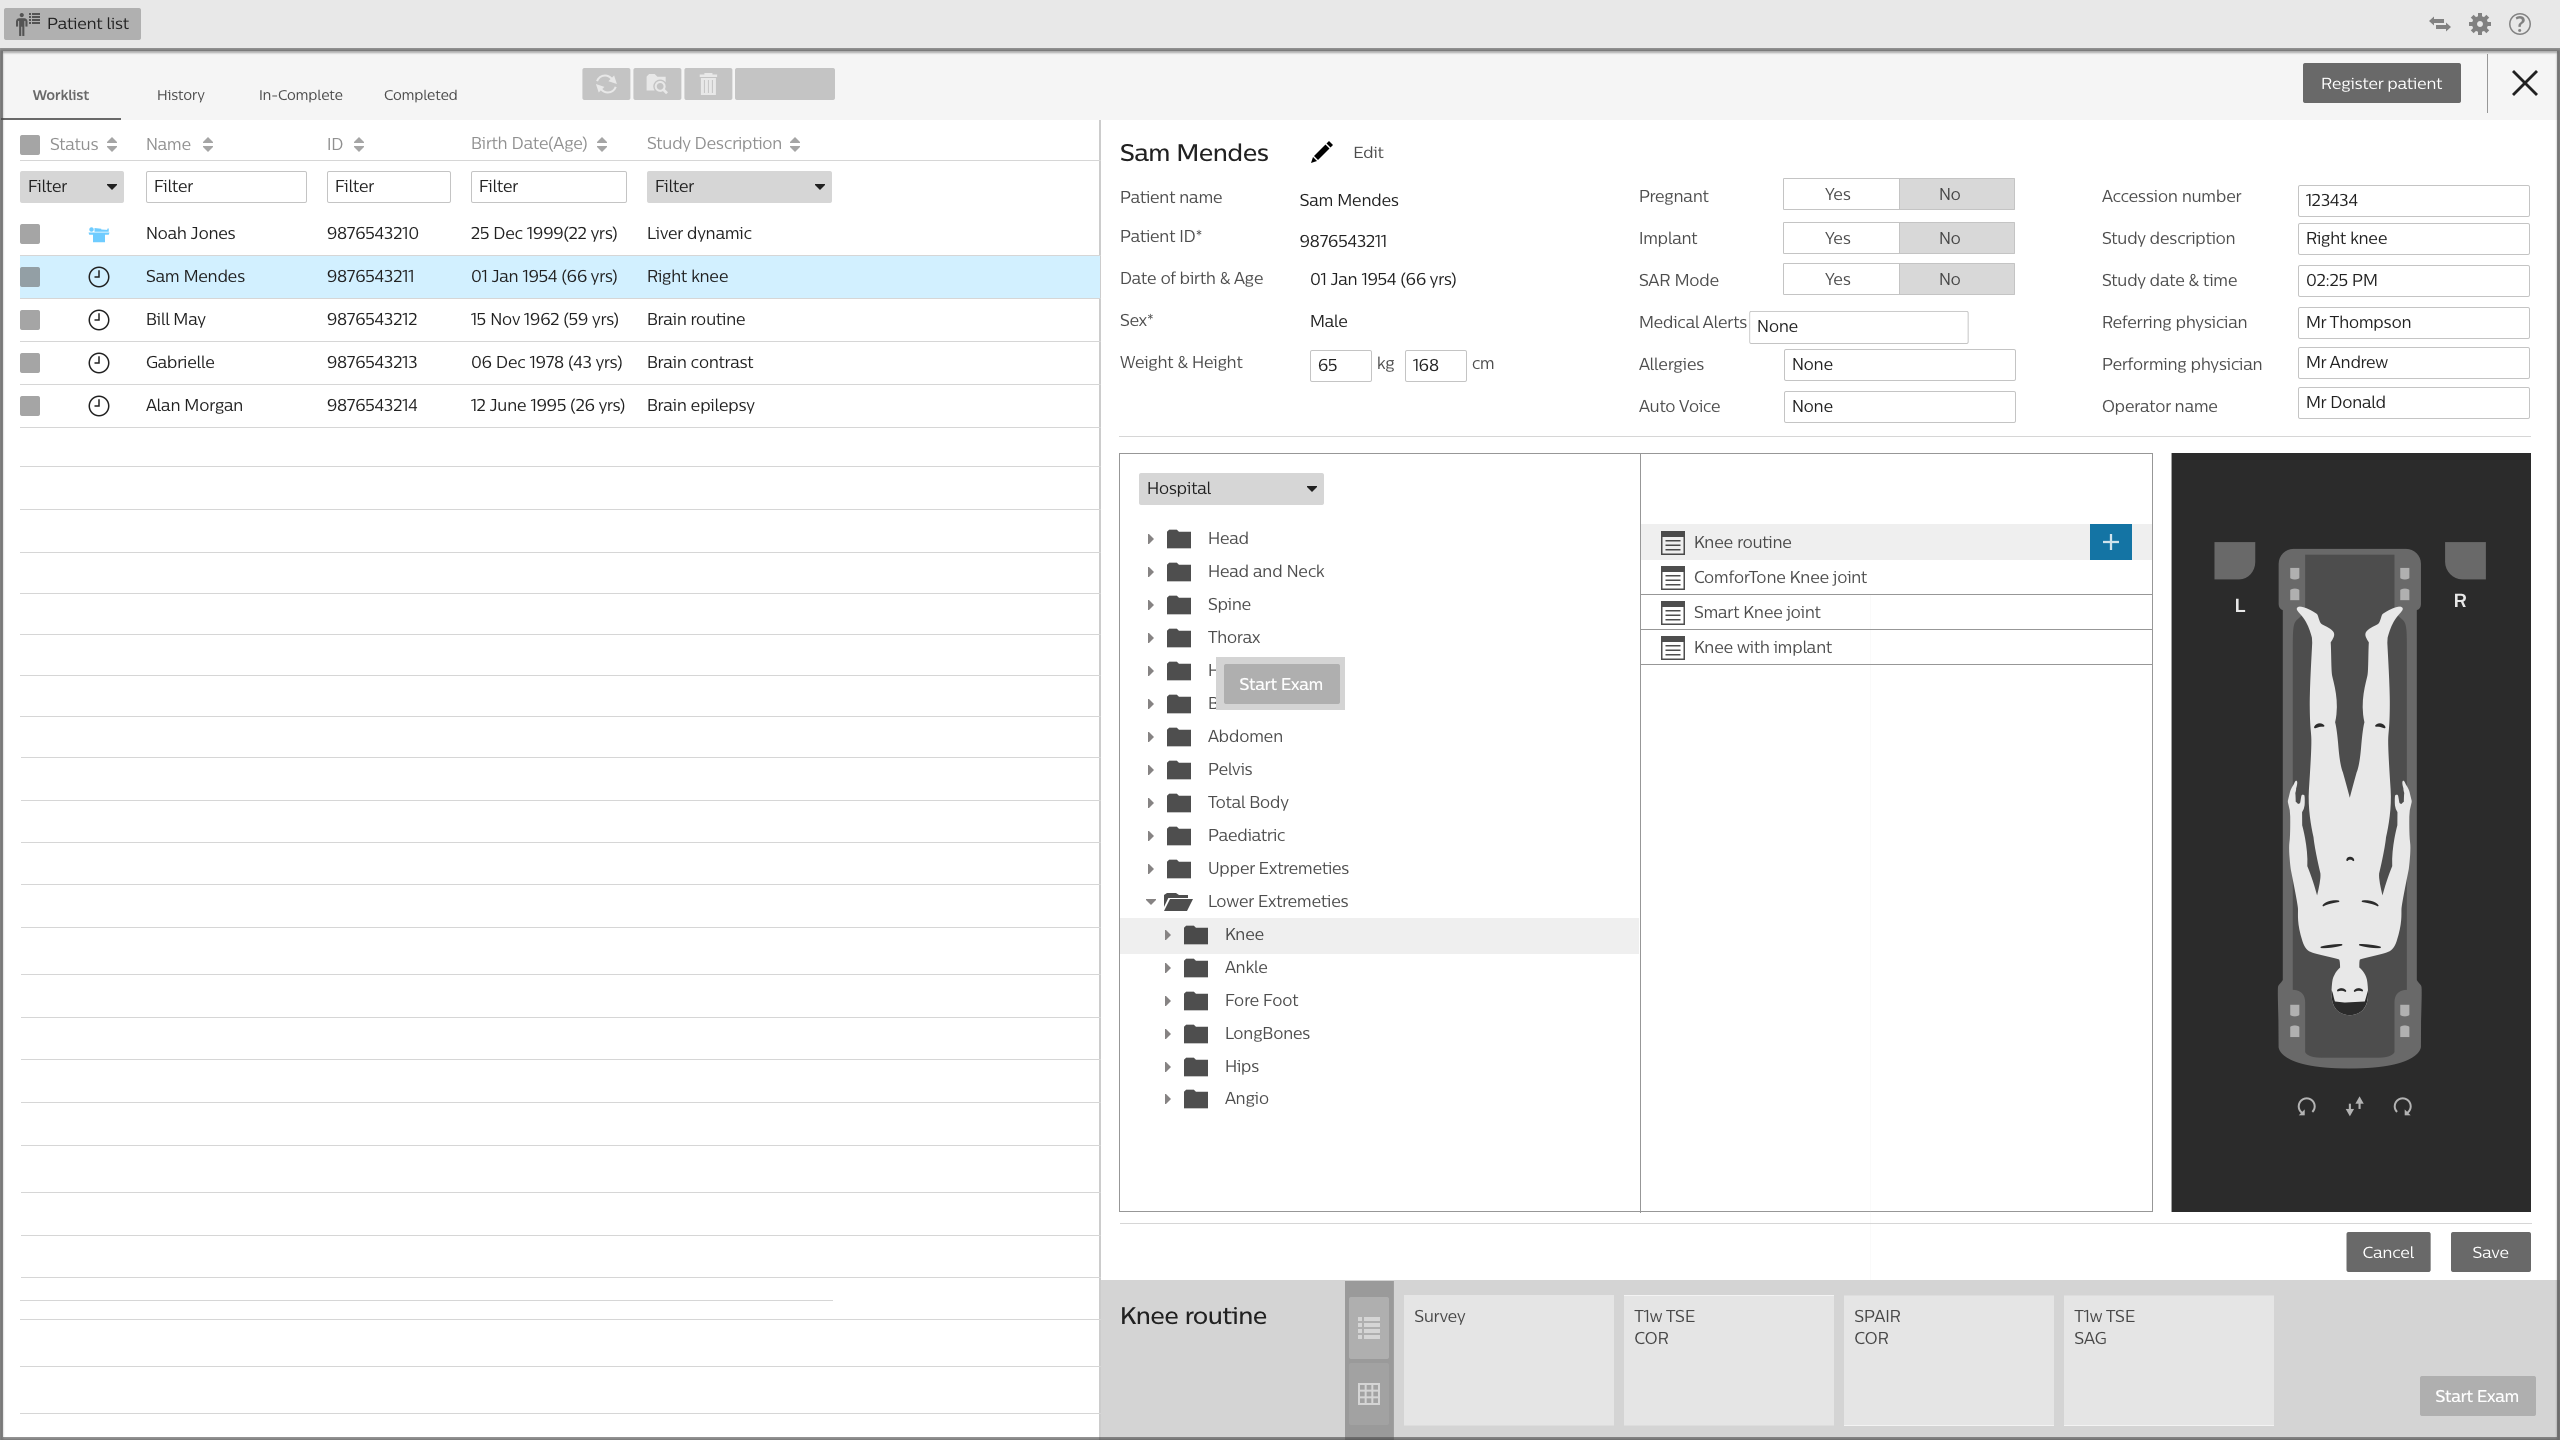 Patient list
Worklist
History
In-Complete
Completed
Register patient
Status
Name
ID
Birth Date(Age)
Study Description
Filter
Filter
Filter
Filter
Filter
Noah Jones 9876543210 25 Dec 1999(22 yrs) Liver dynamic
Sam Mendes 9876543211 01 Jan 1954 (66 yrs) Right knee
Bill May 9876543212 15 Nov 1962 (59 yrs) Brain routine
Gabrielle 9876543213 06 Dec 1978 (43 yrs) Brain contrast
Alan Morgan 9876543214 12 June 1995 (26 yrs) Brain epilepsy
Sam Mendes
Edit
Patient name Sam Mendes
Patient ID* 9876543211
Date of birth & Age 01 Jan 1954 (66 yrs)
Sex* Male
Weight & Height 65 kg 168 cm
Pregnant Yes No
Implant Yes No
SAR Mode Yes No
Medical Alerts None
Allergies None
Auto Voice None
Accession number 123434
Study description Right knee
Study date & time 02:25 PM
Referring physician Mr Thompson
Performing physician Mr Andrew
Operator name Mr Donald
Hospital
Head
Head and Neck
Spine
Thorax
Start Exam
Abdomen
Pelvis
Total Body
Paediatric
Upper Extremeties
Lower Extremeties
Knee
Ankle
Fore Foot
LongBones
Hips
Angio
Knee routine
ComforTone Knee joint
Smart Knee joint
Knee with implant
L
R
Cancel
Save
Knee routine
Survey
T1w TSE
COR
SPAIR
COR
T1w TSE
SAG
Start Exam